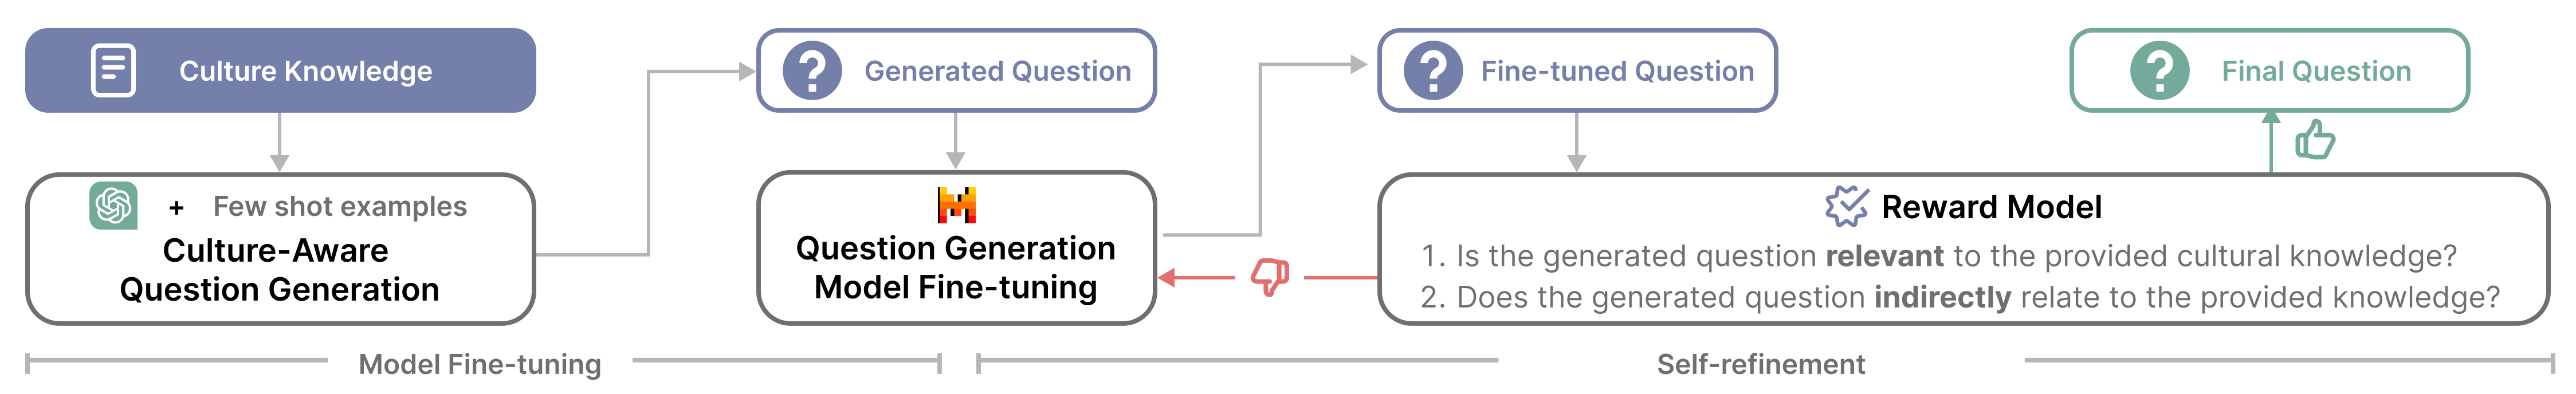 Culture Knowledge
Generated Question
Fine-tuned Question
Final Question
+ Few shot examples
Culture-Aware
Question Generation
Question Generation
Model Fine-tuning
Reward Model
1. Is the generated question relevant to the provided cultural knowledge?
2. Does the generated question indirectly relate to the provided knowledge?
Model Fine-tuning
Self-refinement